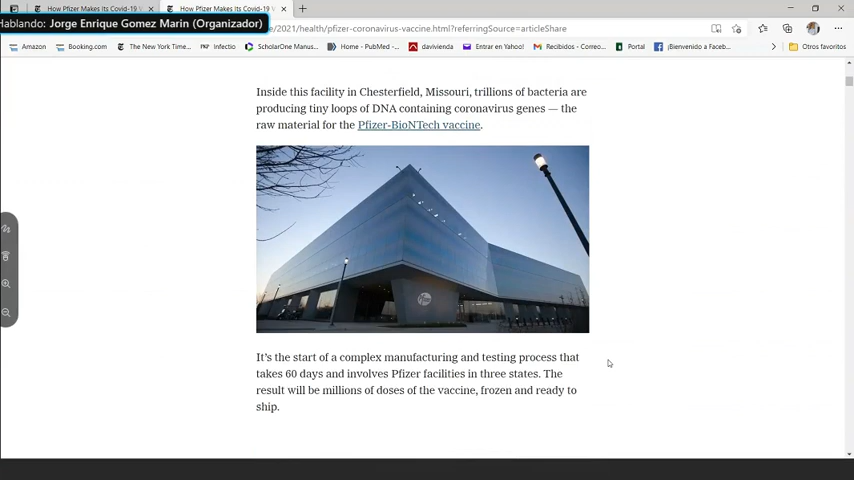 How Pfizer Makes Its Covid-19 V
How Pfizer Makes Its Covid-19 V
Hablando: Jorge Enrique Gomez Marin (Organizador)
e/2021/health/pfizer-coronavirus-vaccine.html?referringSource=articleShare
Amazon
Booking.com
The New York Time...
Infectio
ScholarOne Manus...
Home - PubMed -...
davivienda
Entrar en Yahoo!
Recibidos - Correo...
Portal
¡Bienvenido a Faceb...
Otros favoritos
Inside this facility in Chesterfield, Missouri, trillions of bacteria are
producing tiny loops of DNA containing coronavirus genes — the
raw material for the Pfizer-BioNTech vaccine.
Pfizer
It's the start of a complex manufacturing and testing process that
takes 60 days and involves Pfizer facilities in three states. The
result will be millions of doses of the vaccine, frozen and ready to
ship.